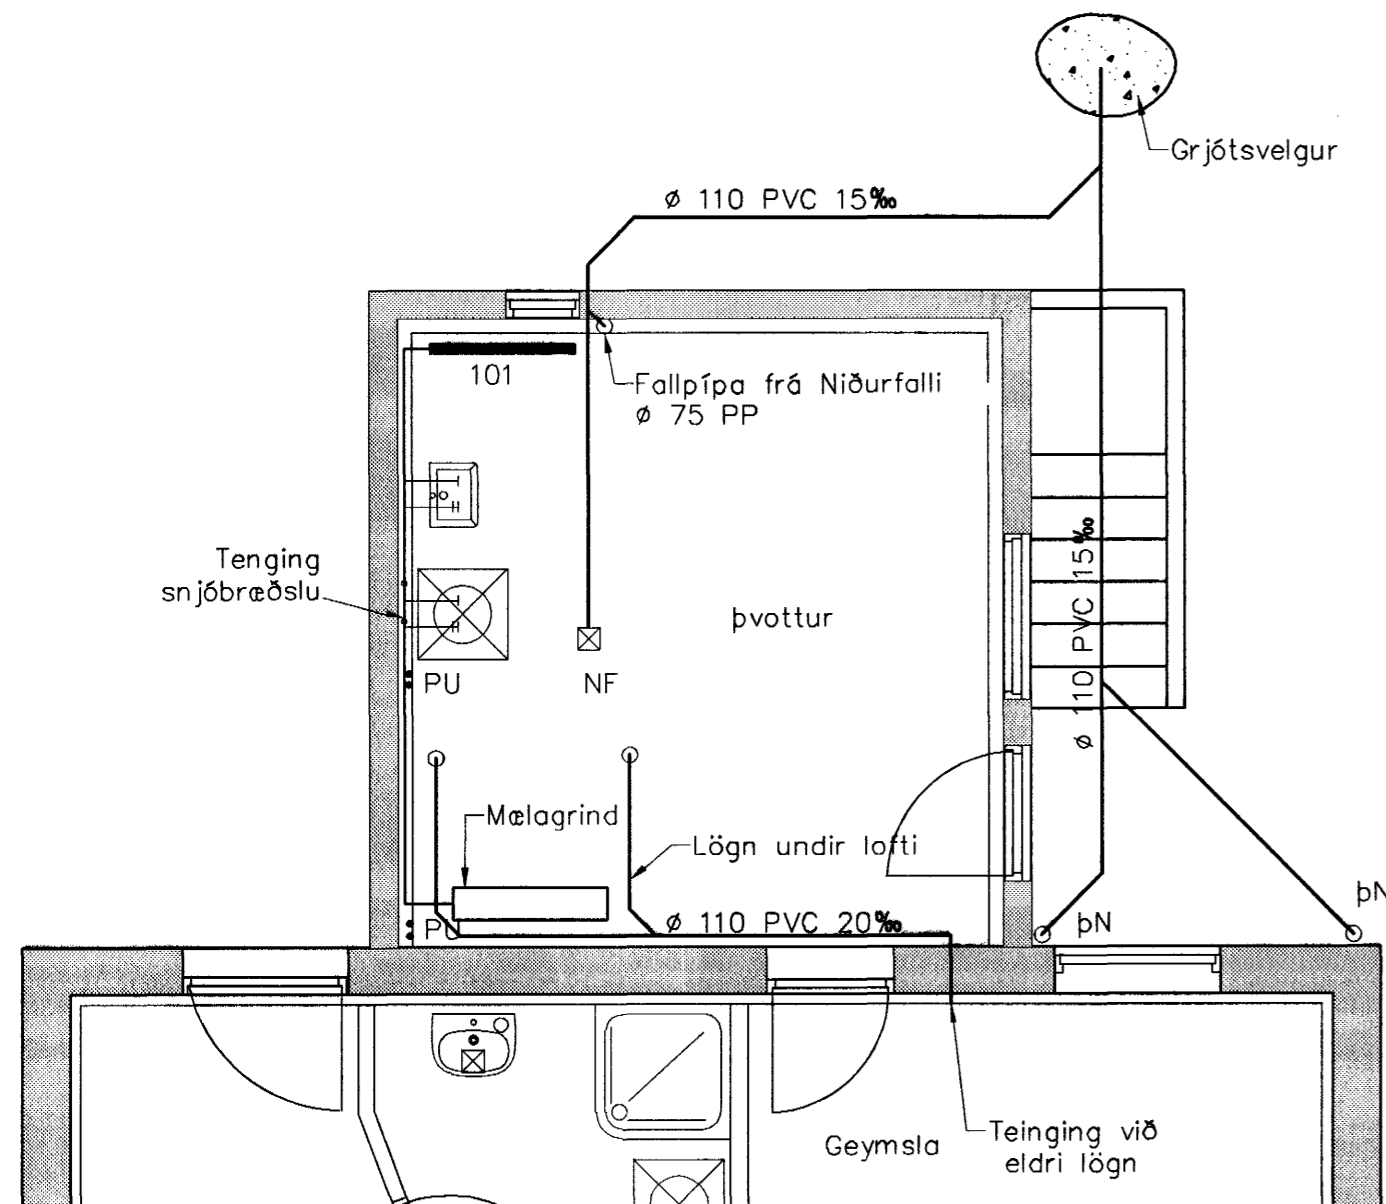 Grjótsvelgur
ø 110 PVC 15‰
101
Fallpípa frá Niðurfalli
ø 75 PP
Tenging
snjóbræðslu
þvottur
ø 110 PVC 15‰
PU
NF
Mælagrind
Lögn undir lofti
PU
ø 110 PVC 20‰
þN
þN
Geymsla
Teinging við
eldri lögn